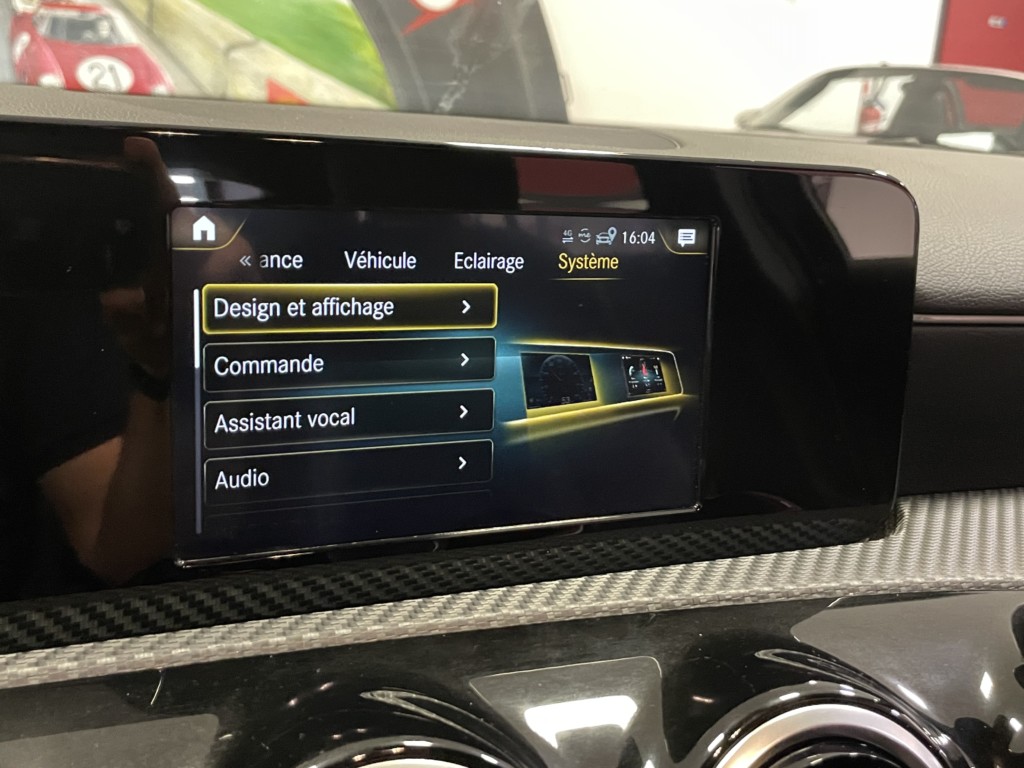 21
4G
16:04
« ance Véhicule Eclairage Système
Design et affichage
Commande
Assistant vocal
Audio